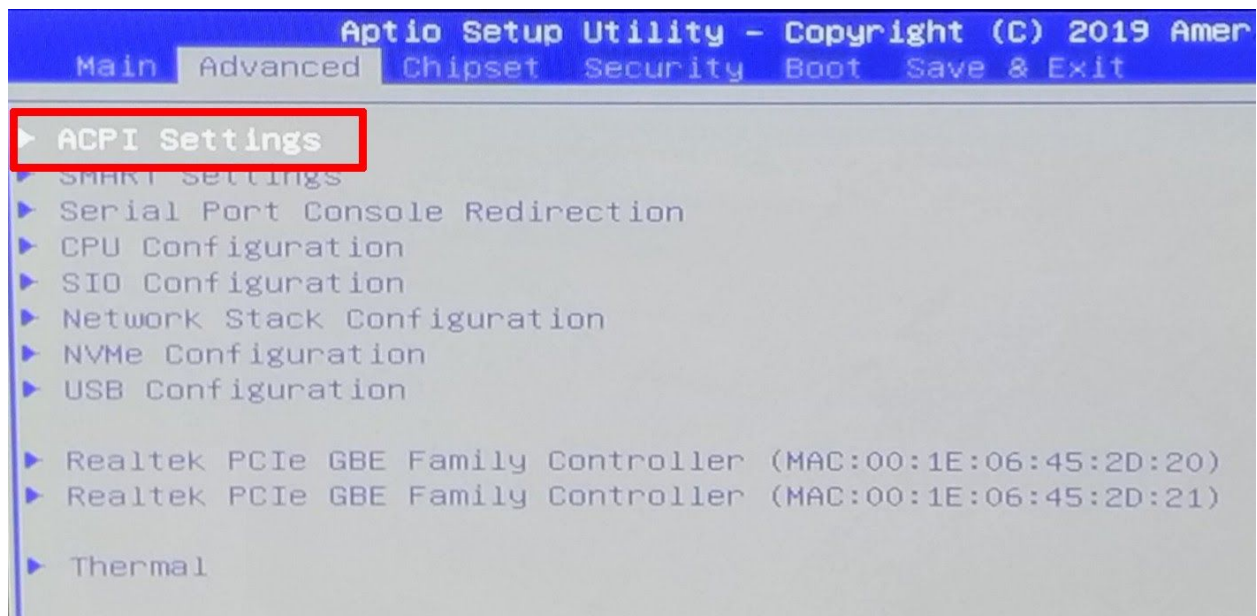 Aptio Setup Utility – Copyright (C) 2019 Amer
Main Advanced Chipset Security Boot Save & Exit
ACPI Settings
SMART Settings
Serial Port Console Redirection
CPU Configuration
SIO Configuration
Network Stack Configuration
NVMe Configuration
USB Configuration
Realtek PCIe GBE Family Controller (MAC:00:1E:06:45:2D:20)
Realtek PCIe GBE Family Controller (MAC:00:1E:06:45:2D:21)
Thermal